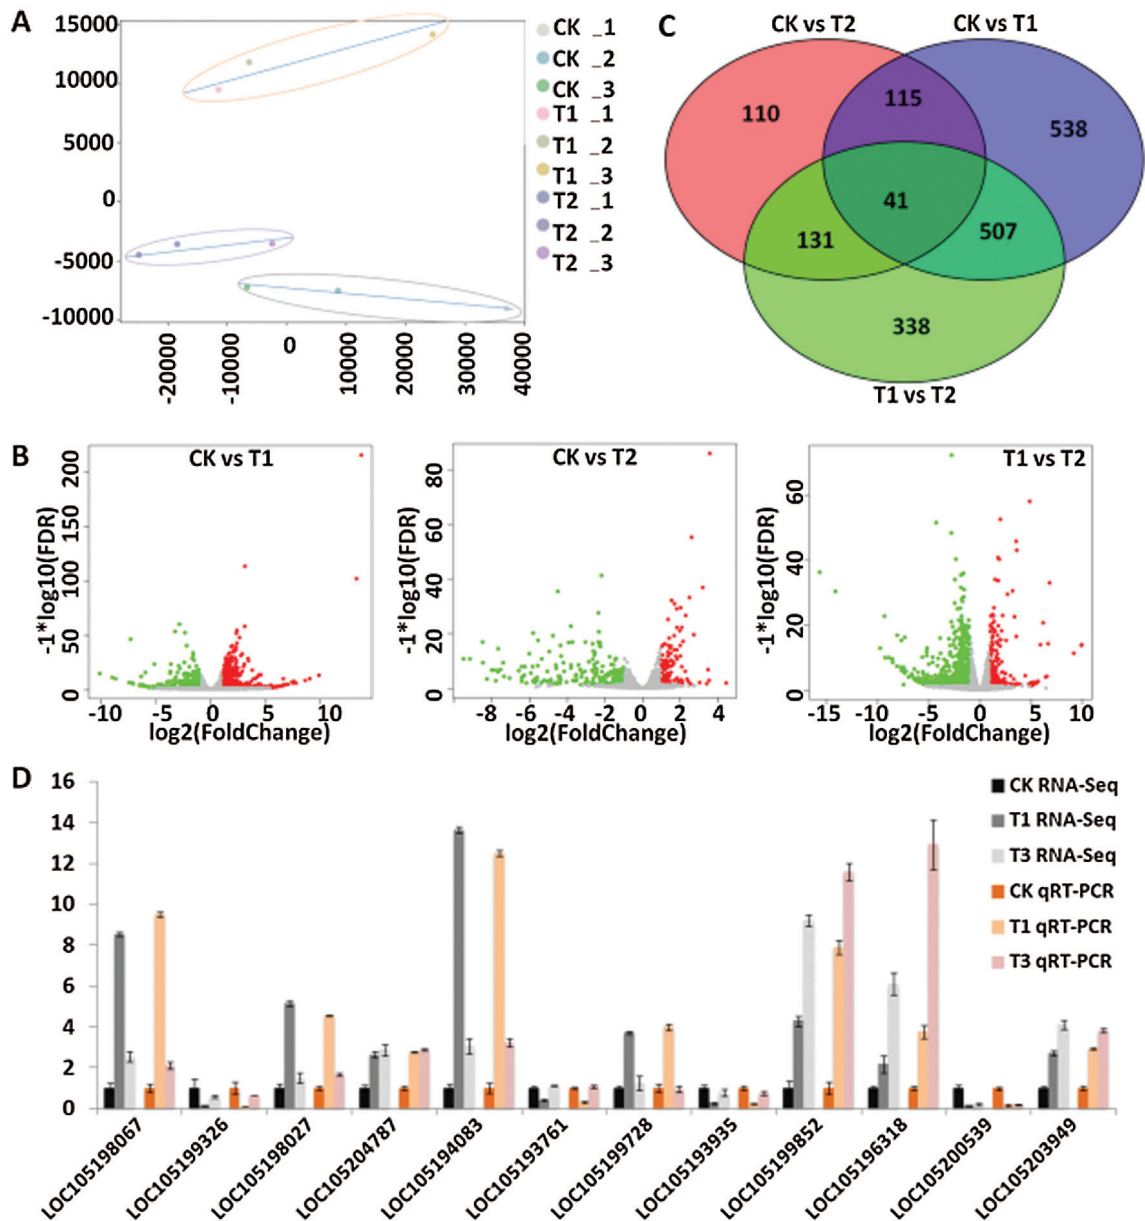 A
15000
10000
5000
0
-5000
-10000
-20000
-10000
0
10000
20000
30000
40000
CK _1
CK _2
CK _3
T1 _1
T1 _2
T1 _3
T2 _1
T2 _2
T2 _3
C
CK vs T2
CK vs T1
110
115
538
41
131
507
338
T1 vs T2
B
CK vs T1
200
150
100
50
0
-1*log10(FDR)
-10 -5 0 5 10
log2(FoldChange)
CK vs T2
80
60
40
20
0
-1*log10(FDR)
-8 -6 -4 -2 0 2 4
log2(FoldChange)
T1 vs T2
60
40
20
0
-1*log10(FDR)
-15 -10 -5 0 5 10
log2(FoldChange)
D
16
14
12
10
8
6
4
2
0
CK RNA-Seq
T1 RNA-Seq
T3 RNA-Seq
CK qRT-PCR
T1 qRT-PCR
T3 qRT-PCR
LOC105198067
LOC105199326
LOC105198027
LOC105204787
LOC105194083
LOC105193761
LOC105199728
LOC105193935
LOC105199852
LOC105196318
LOC105200539
LOC105203949